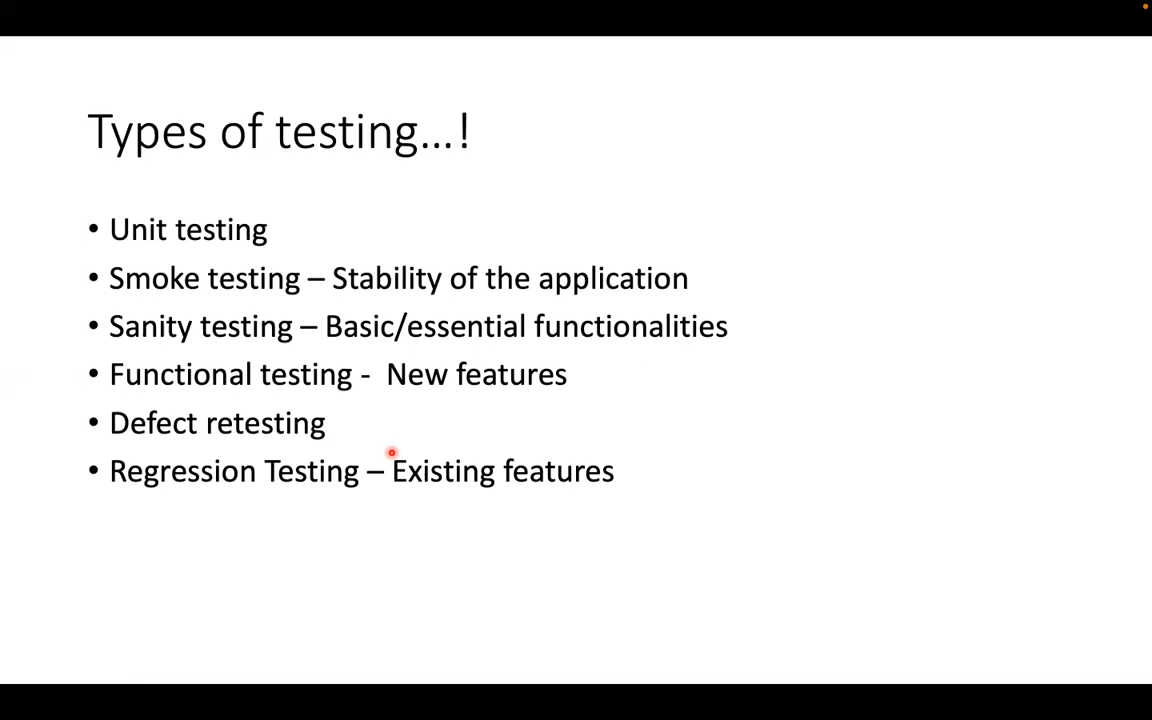 Types of testing...!
• Unit testing
• Smoke testing – Stability of the application
• Sanity testing – Basic/essential functionalities
• Functional testing -  New features
• Defect retesting
• Regression Testing – Existing features